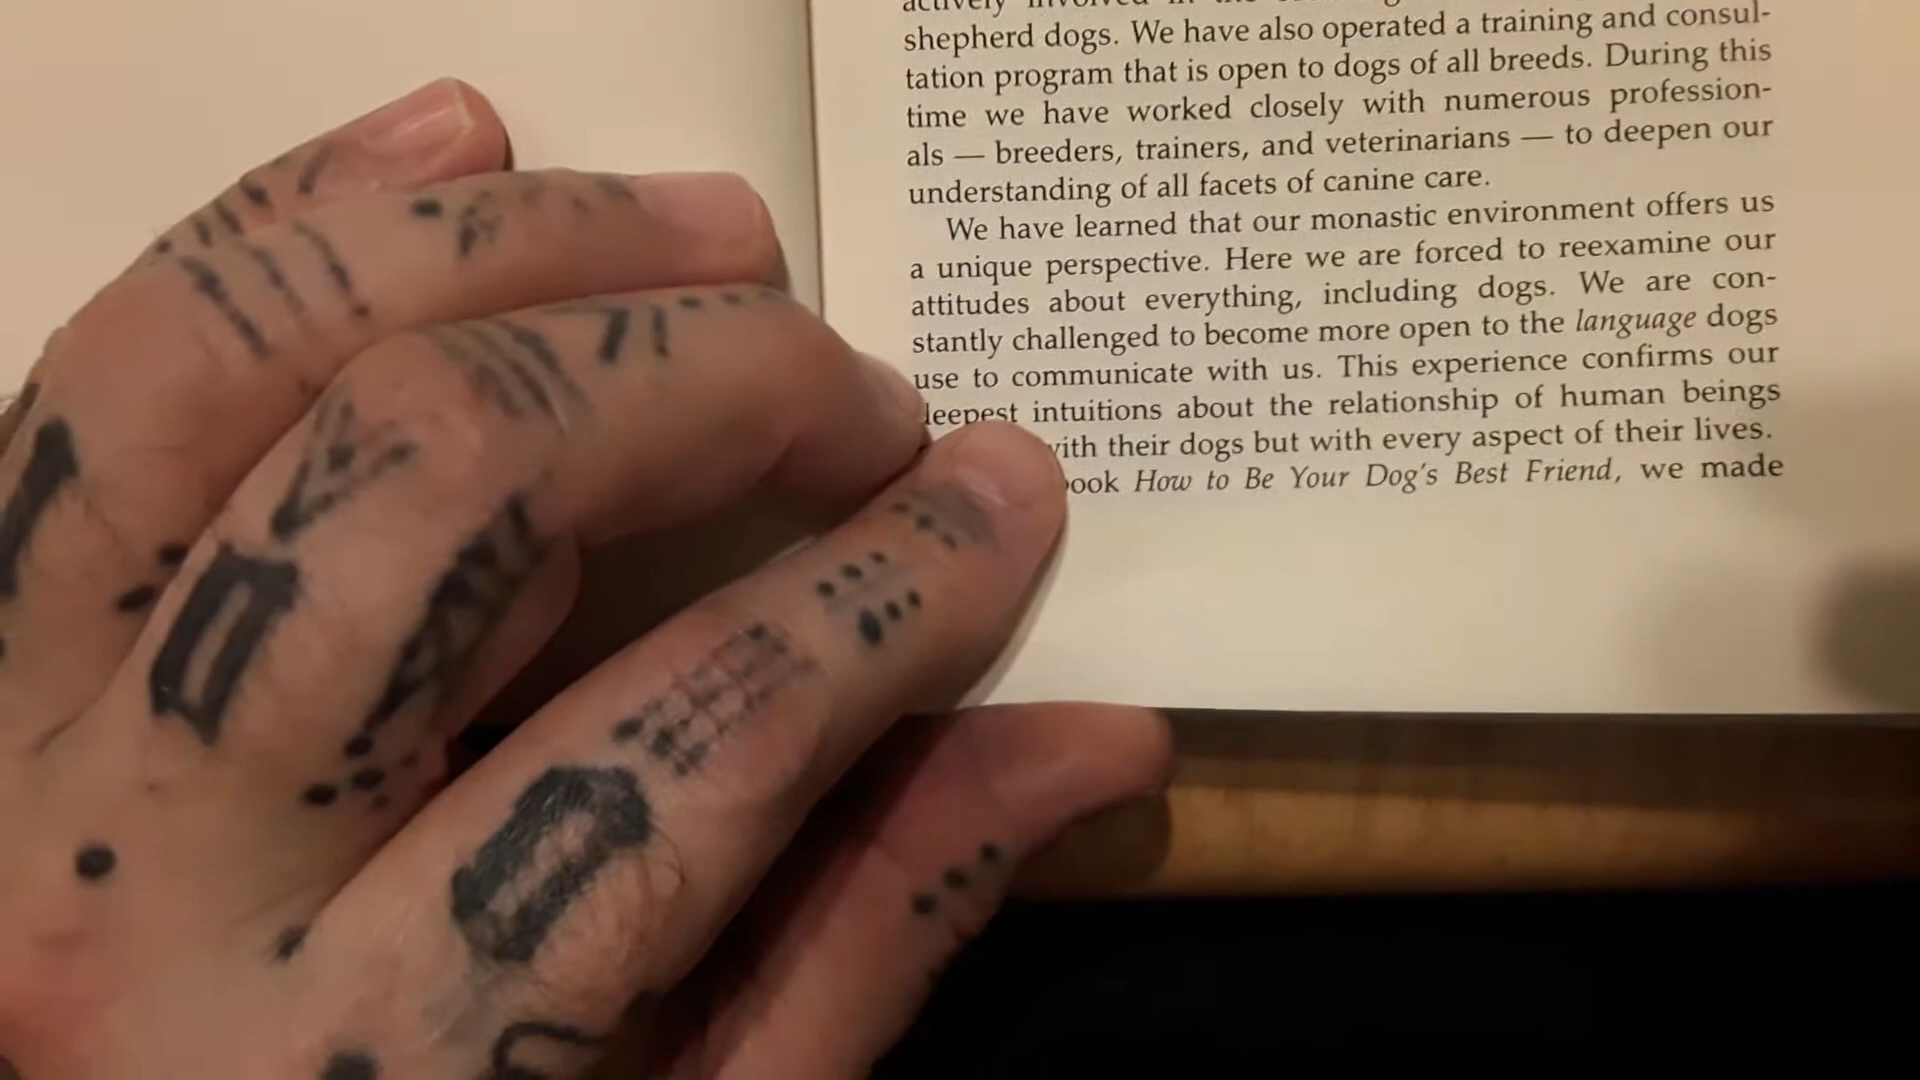 actively involved in the
shepherd dogs. We have also operated a training and consul-
tation program that is open to dogs of all breeds. During this
time we have worked closely with numerous profession-
als — breeders, trainers, and veterinarians — to deepen our
understanding of all facets of canine care.
We have learned that our monastic environment offers us
a unique perspective. Here we are forced to reexamine our
attitudes about everything, including dogs. We are con-
stantly challenged to become more open to the language dogs
use to communicate with us. This experience confirms our
deepest intuitions about the relationship of human beings
with their dogs but with every aspect of their lives.
How to Be Your Dog's Best Friend, we made